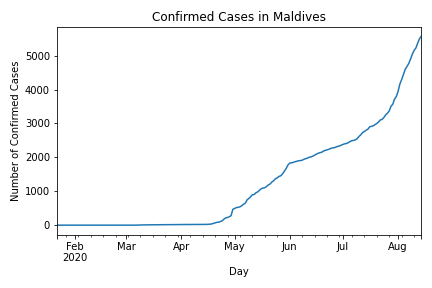 Confirmed Cases in Maldives
Number of Confirmed Cases
5000
4000
3000
2000
1000
0
Feb
2020
Mar
Apr
May
Jun
Jul
Aug
Day